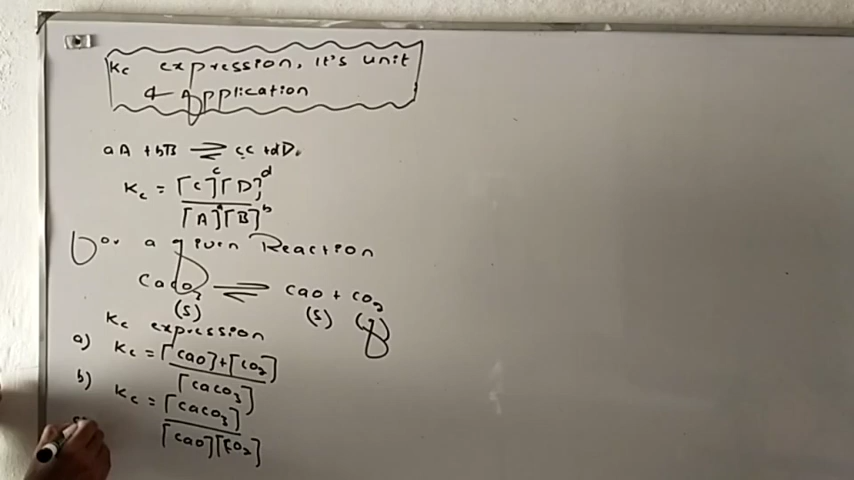 Kc expression, It's unit
& Application
aA + bB ⇌ cC + dD.
Kc = [C]^c [D]^d / [A]^a [B]^b
For a given Reaction
CaCO3 (s) ⇌ CaO (s) + CO2 (g)
Kc expression
a) Kc = [CaO] + [CO2] / [CaCO3]
b) Kc = [CaCO3] / [CaO][CO2]